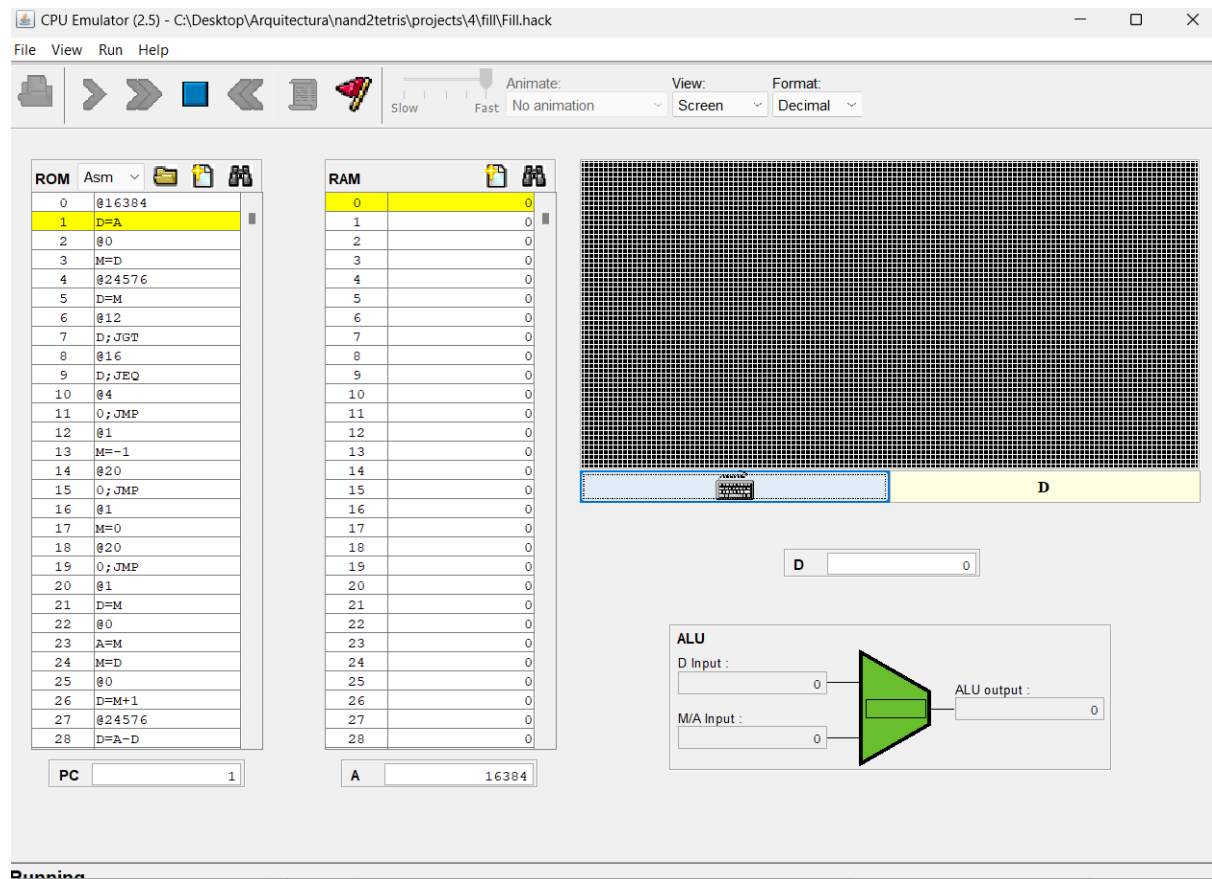 CPU Emulator (2.5) - C:\Desktop\Arquitectura\nand2tetris\projects\4\fill\Fill.hack
File View Run Help
Animate: View: Format:
Slow Fast No animation Screen Decimal
ROM Asm RAM
0 @16384 0 0
1 D=A 1 0
2 @0 2 0
3 M=D 3 0
4 @24576 4 0
5 D=M 5 0
6 @12 6 0
7 D;JGT 7 0
8 @16 8 0
9 D;JEQ 9 0
10 @4 10 0
11 0;JMP 11 0
12 @1 12 0
13 M=-1 13 0
14 @20 14 0
15 0;JMP 15 0
D
16 @1 16 0
17 M=0 17 0
18 @20 18 0
19 0;JMP 19 0
D 0
20 @1 20 0
21 D=M 21 0
22 @0 22 0
23 A=M 23 0
24 M=D 24 0
25 @0 25 0
26 D=M+1 26 0
27 @24576 27 0
28 D=A-D 28 0
ALU
D Input :
0
ALU output :
0
M/A Input :
0
PC 1 A 16384
Running